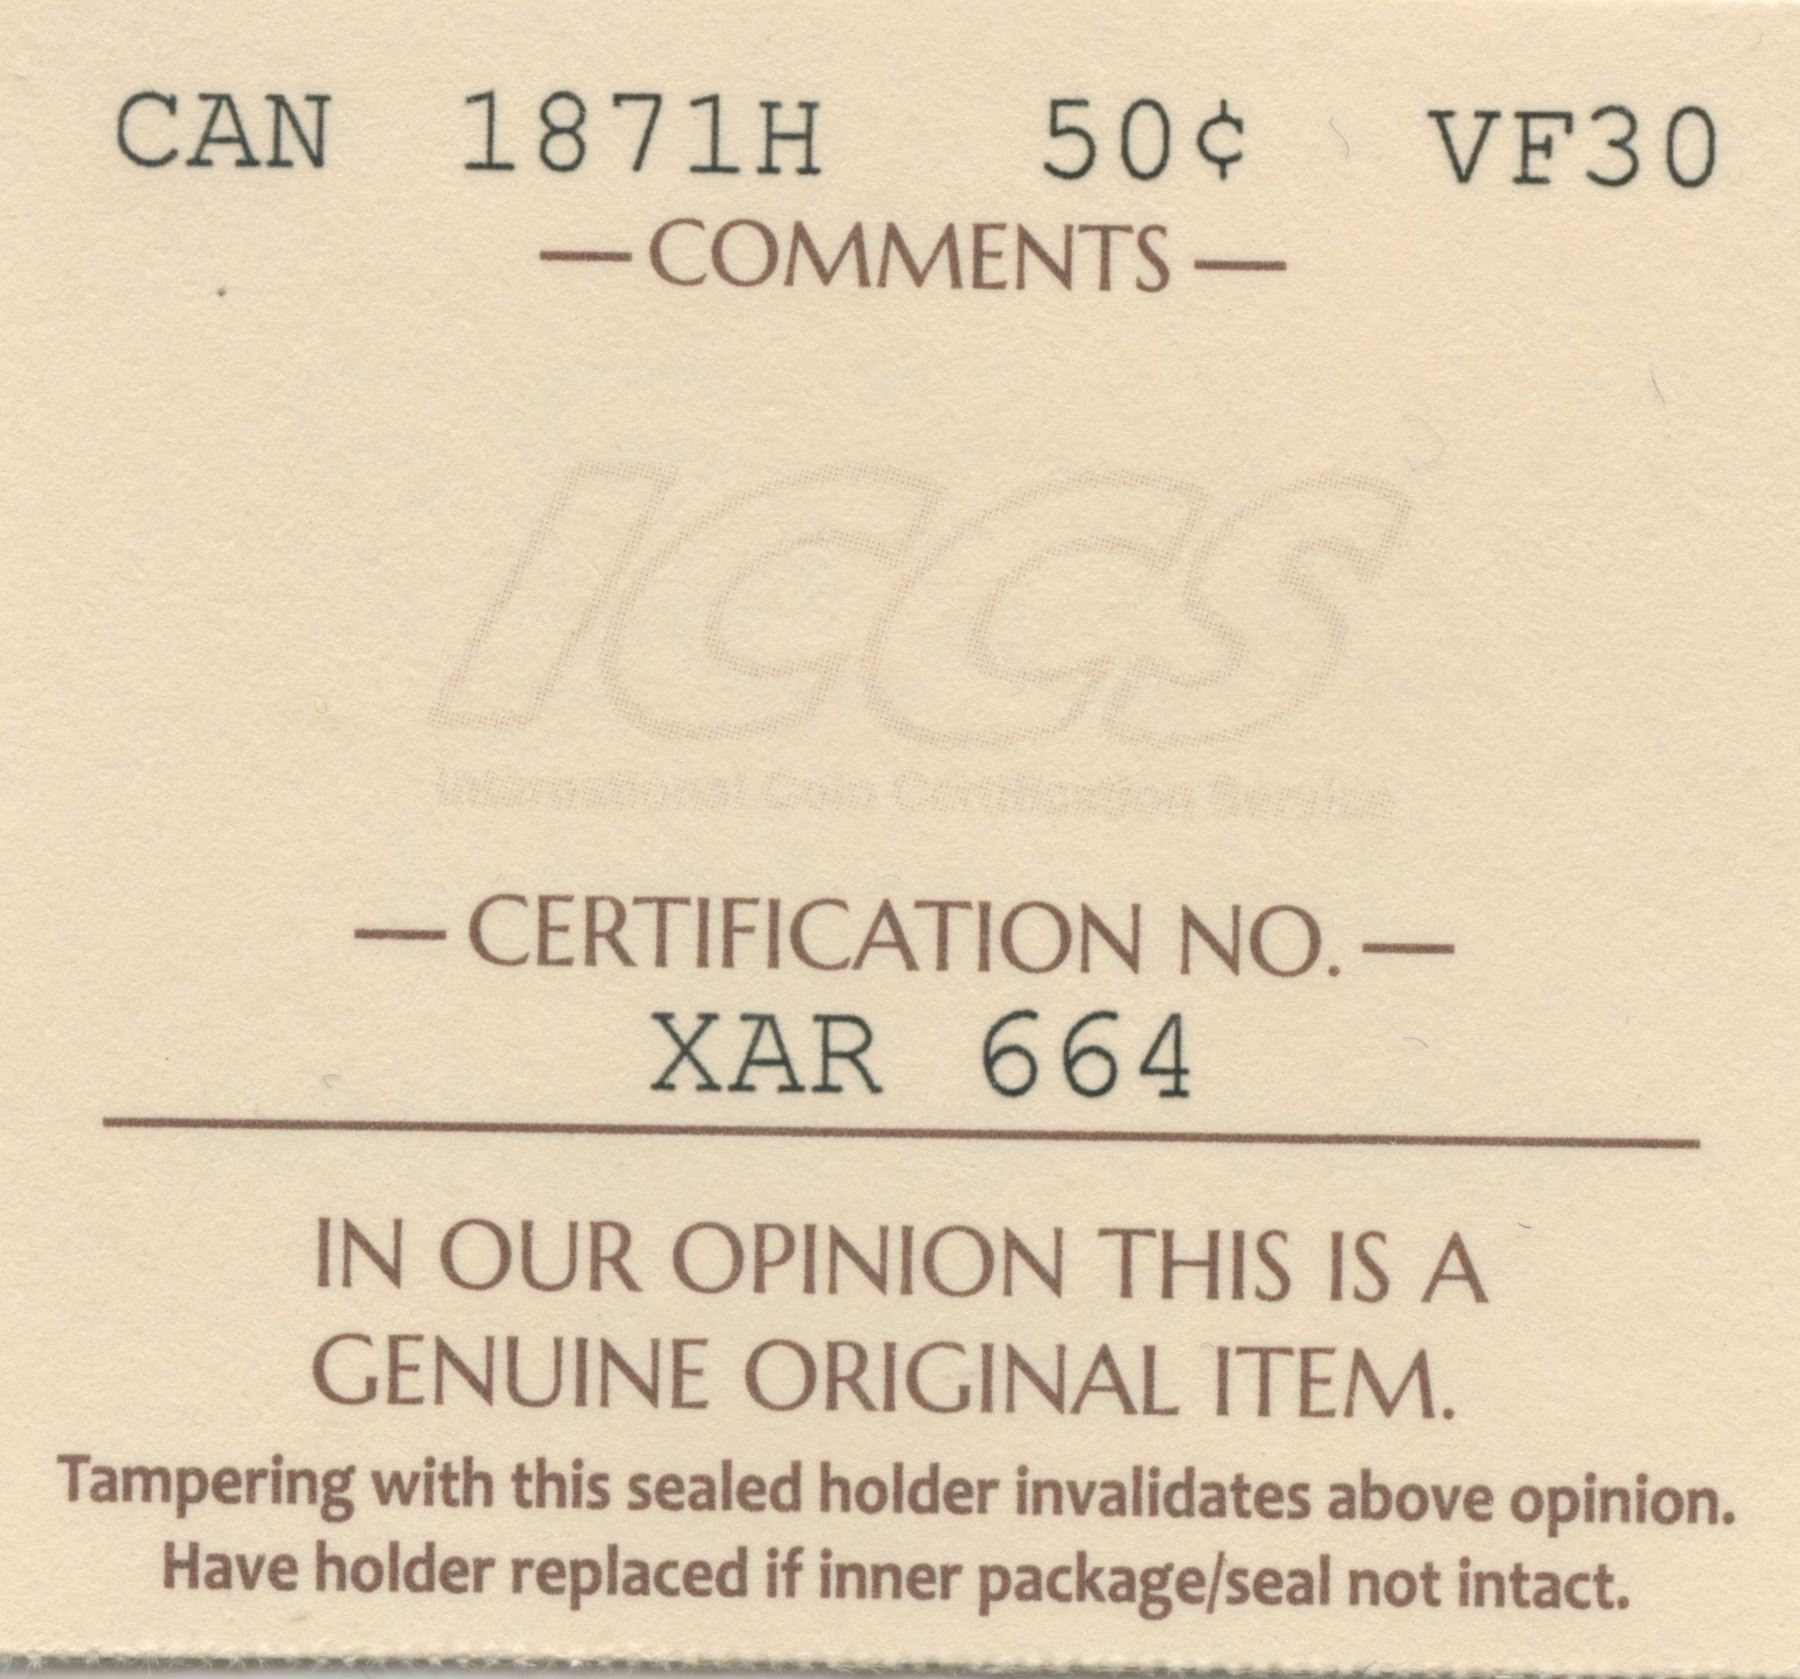 CAN 1871H 50¢ VF30
—COMMENTS—
ICCS
International Coin Certification Service
—CERTIFICATION NO.—
XAR 664
IN OUR OPINION THIS IS A
GENUINE ORIGINAL ITEM.
Tampering with this sealed holder invalidates above opinion.
Have holder replaced if inner package/seal not intact.